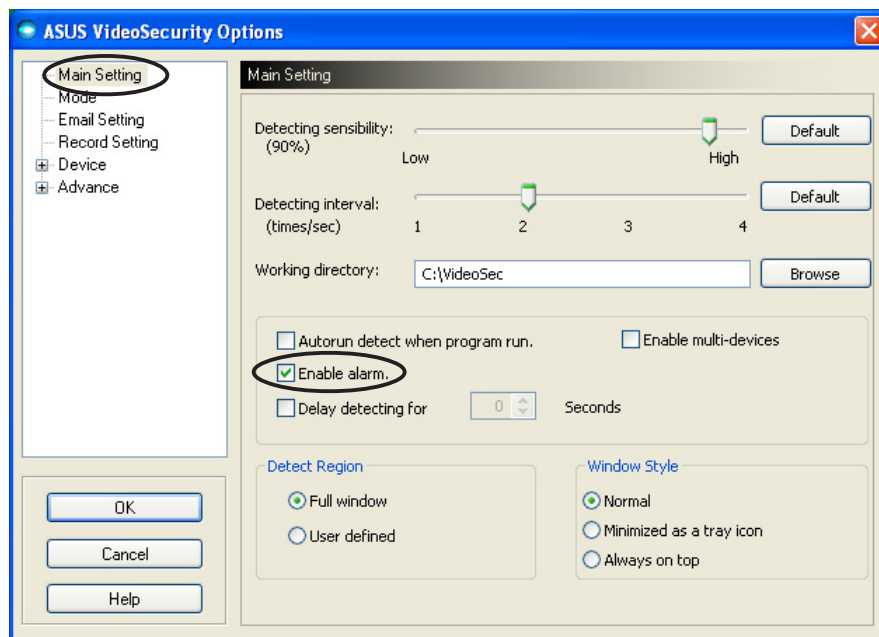 ASUS VideoSecurity Options
Main Setting
Mode
Email Setting
Record Setting
Device
Advance
OK
Cancel
Help
Main Setting
Detecting sensibility:
(90%)
Low
High
Default
Detecting interval:
(times/sec)
1 2 3 4
Default
Working directory:
C:\VideoSec
Browse
Autorun detect when program run.
Enable multi-devices
Enable alarm.
Delay detecting for 0 Seconds
Detect Region
Full window
User defined
Window Style
Normal
Minimized as a tray icon
Always on top